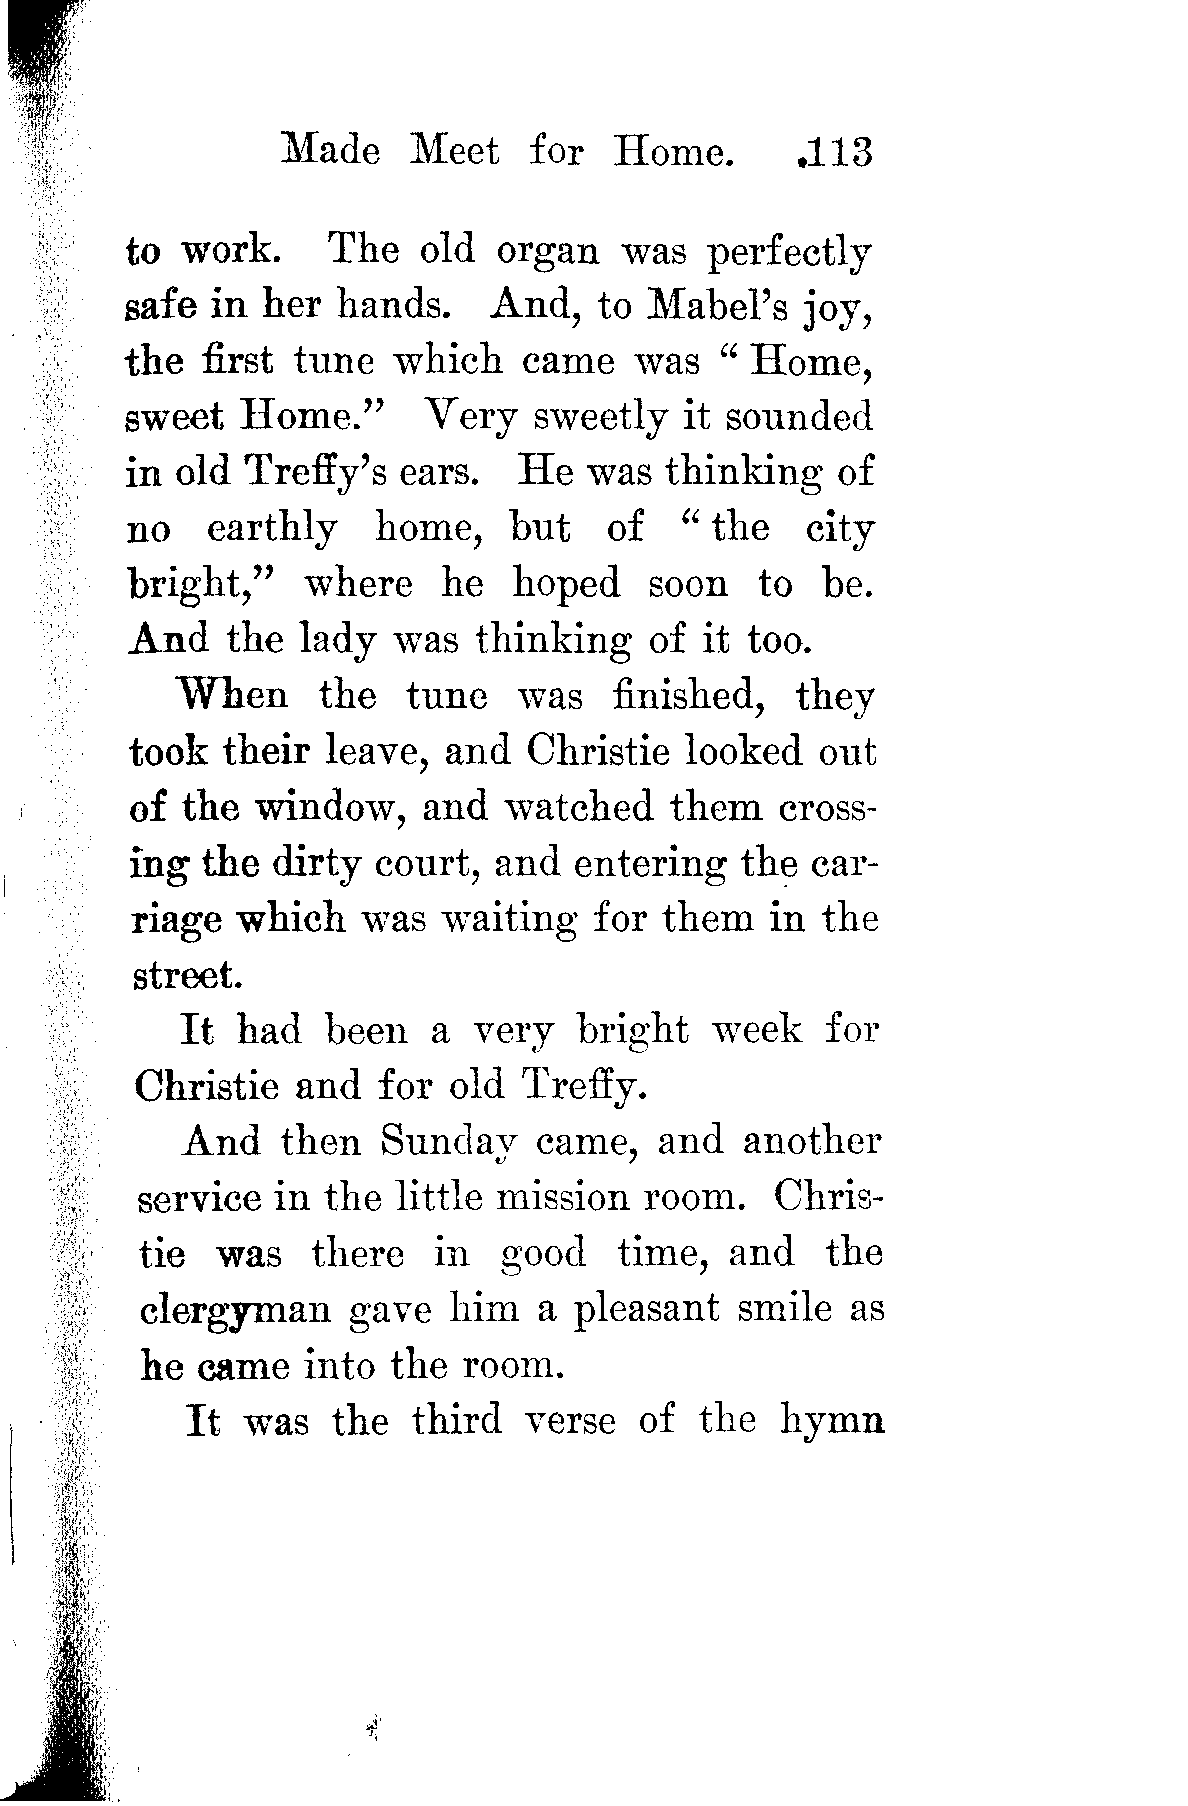 Made Meet for Home. 113
to work. The old organ was perfectly
safe in her hands. And, to Mabel's joy,
the first tune which came was " Home,
sweet Home." Very sweetly it sounded
in old Treffy's ears. He was thinking of
no earthly home, but of " the city
bright," where he hoped soon to be.
And the lady was thinking of it too.
When the tune was finished, they
took their leave, and Christie looked out
of the window, and watched them cross-
ing the dirty court, and entering the car-
riage which was waiting for them in the
street.
It had been a very bright week for
Christie and for old Treffy.
And then Sunday came, and another
service in the little mission room. Chris-
tie was there in good time, and the
clergyman gave him a pleasant smile as
he came into the room.
It was the third verse of the hymn